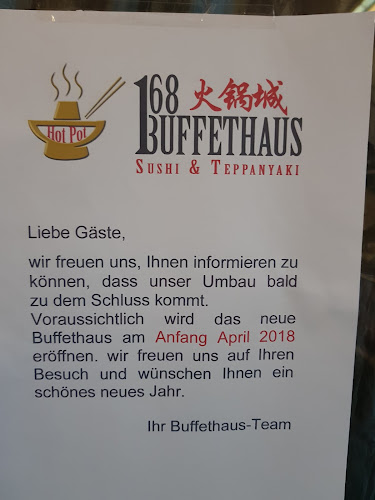 Hot Pot
168 火锅城
BUFFETHAUS
SUSHI & TEPPANYAKI
Liebe Gäste,
wir freuen uns, Ihnen informieren zu
können, dass unser Umbau bald
zu dem Schluss kommt.
Voraussichtlich wird das neue
Buffethaus am Anfang April 2018
eröffnen. wir freuen uns auf Ihren
Besuch und wünschen Ihnen ein
schönes neues Jahr.
Ihr Buffethaus-Team